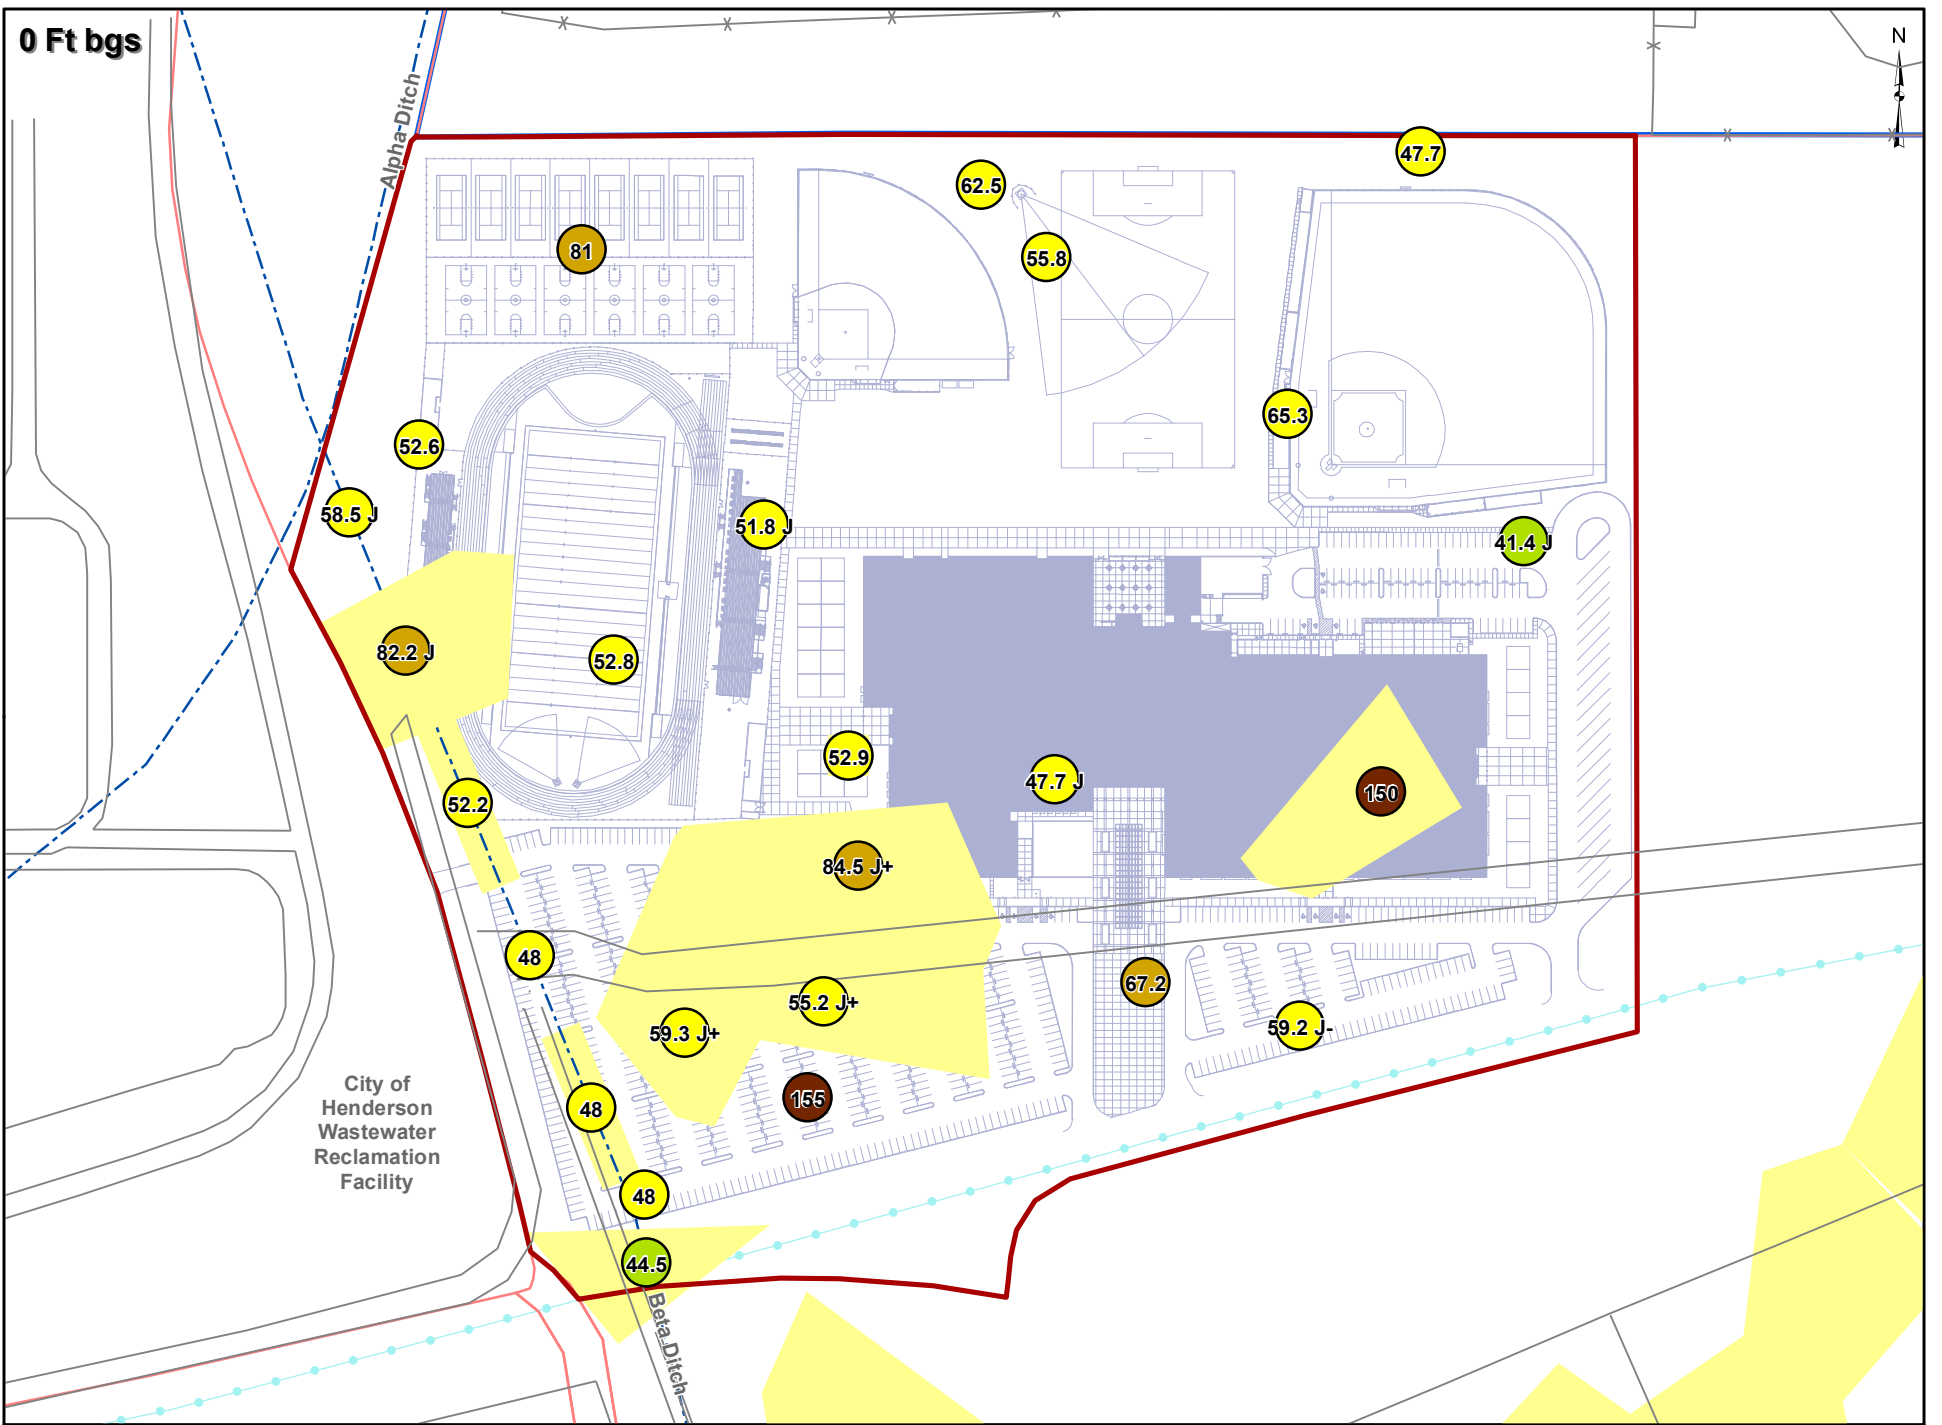 0 Ft bgs
N
Alpha Ditch
47.7
62.5
81
55.8
65.3
52.6
58.5 J
51.8 J
41.4 J
82.2 J
52.8
52.9
47.7 J
150
52.2
84.5 J+
48
67.2
55.2 J+
59.3 J+
59.2 J-
155
48
City of
Henderson
Wastewater
Reclamation
Facility
48
44.5
Beta Ditch